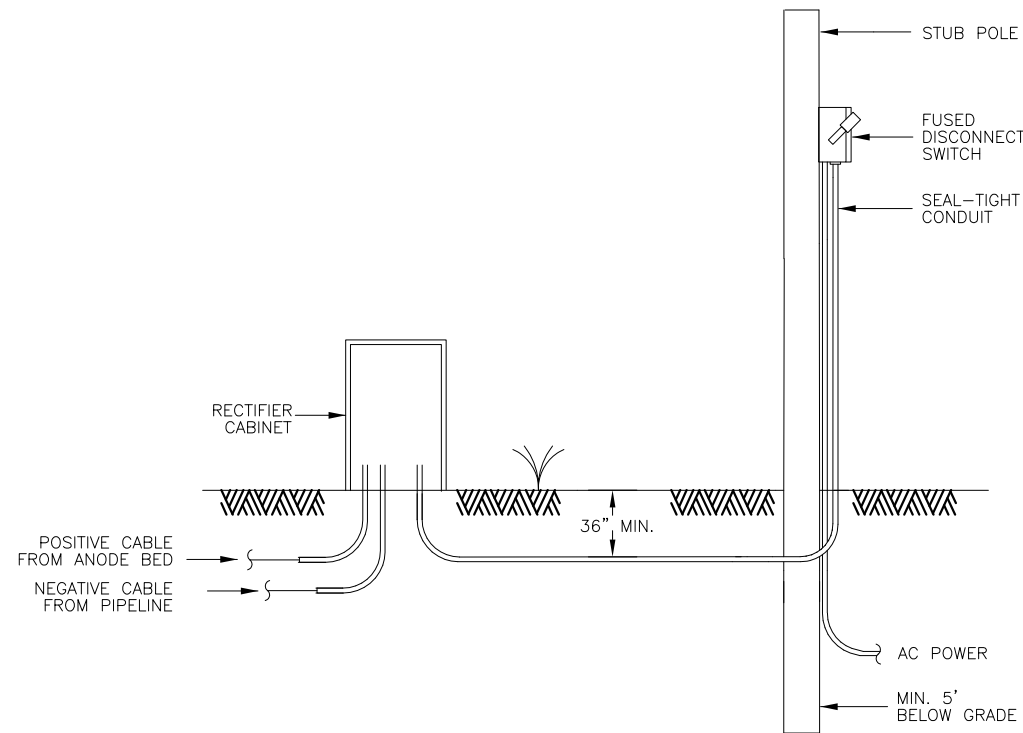 STUB POLE
FUSED
DISCONNECT
SWITCH
SEAL-TIGHT
CONDUIT
RECTIFIER
CABINET
36" MIN.
POSITIVE CABLE
FROM ANODE BED
NEGATIVE CABLE
FROM PIPELINE
AC POWER
MIN. 5'
BELOW GRADE